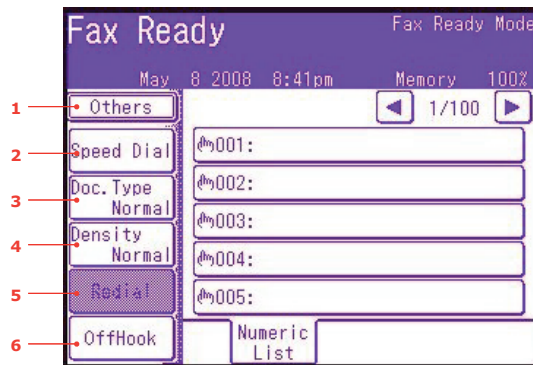 Fax Ready
Fax Ready Mode
May 8 2008 8:41pm Memory 100%
1 Others
1/100
2 Speed Dial
001:
3 Doc.Type
Normal
002:
003:
4 Density
Normal
004:
5 Redial
005:
6 OffHook
Numeric
List